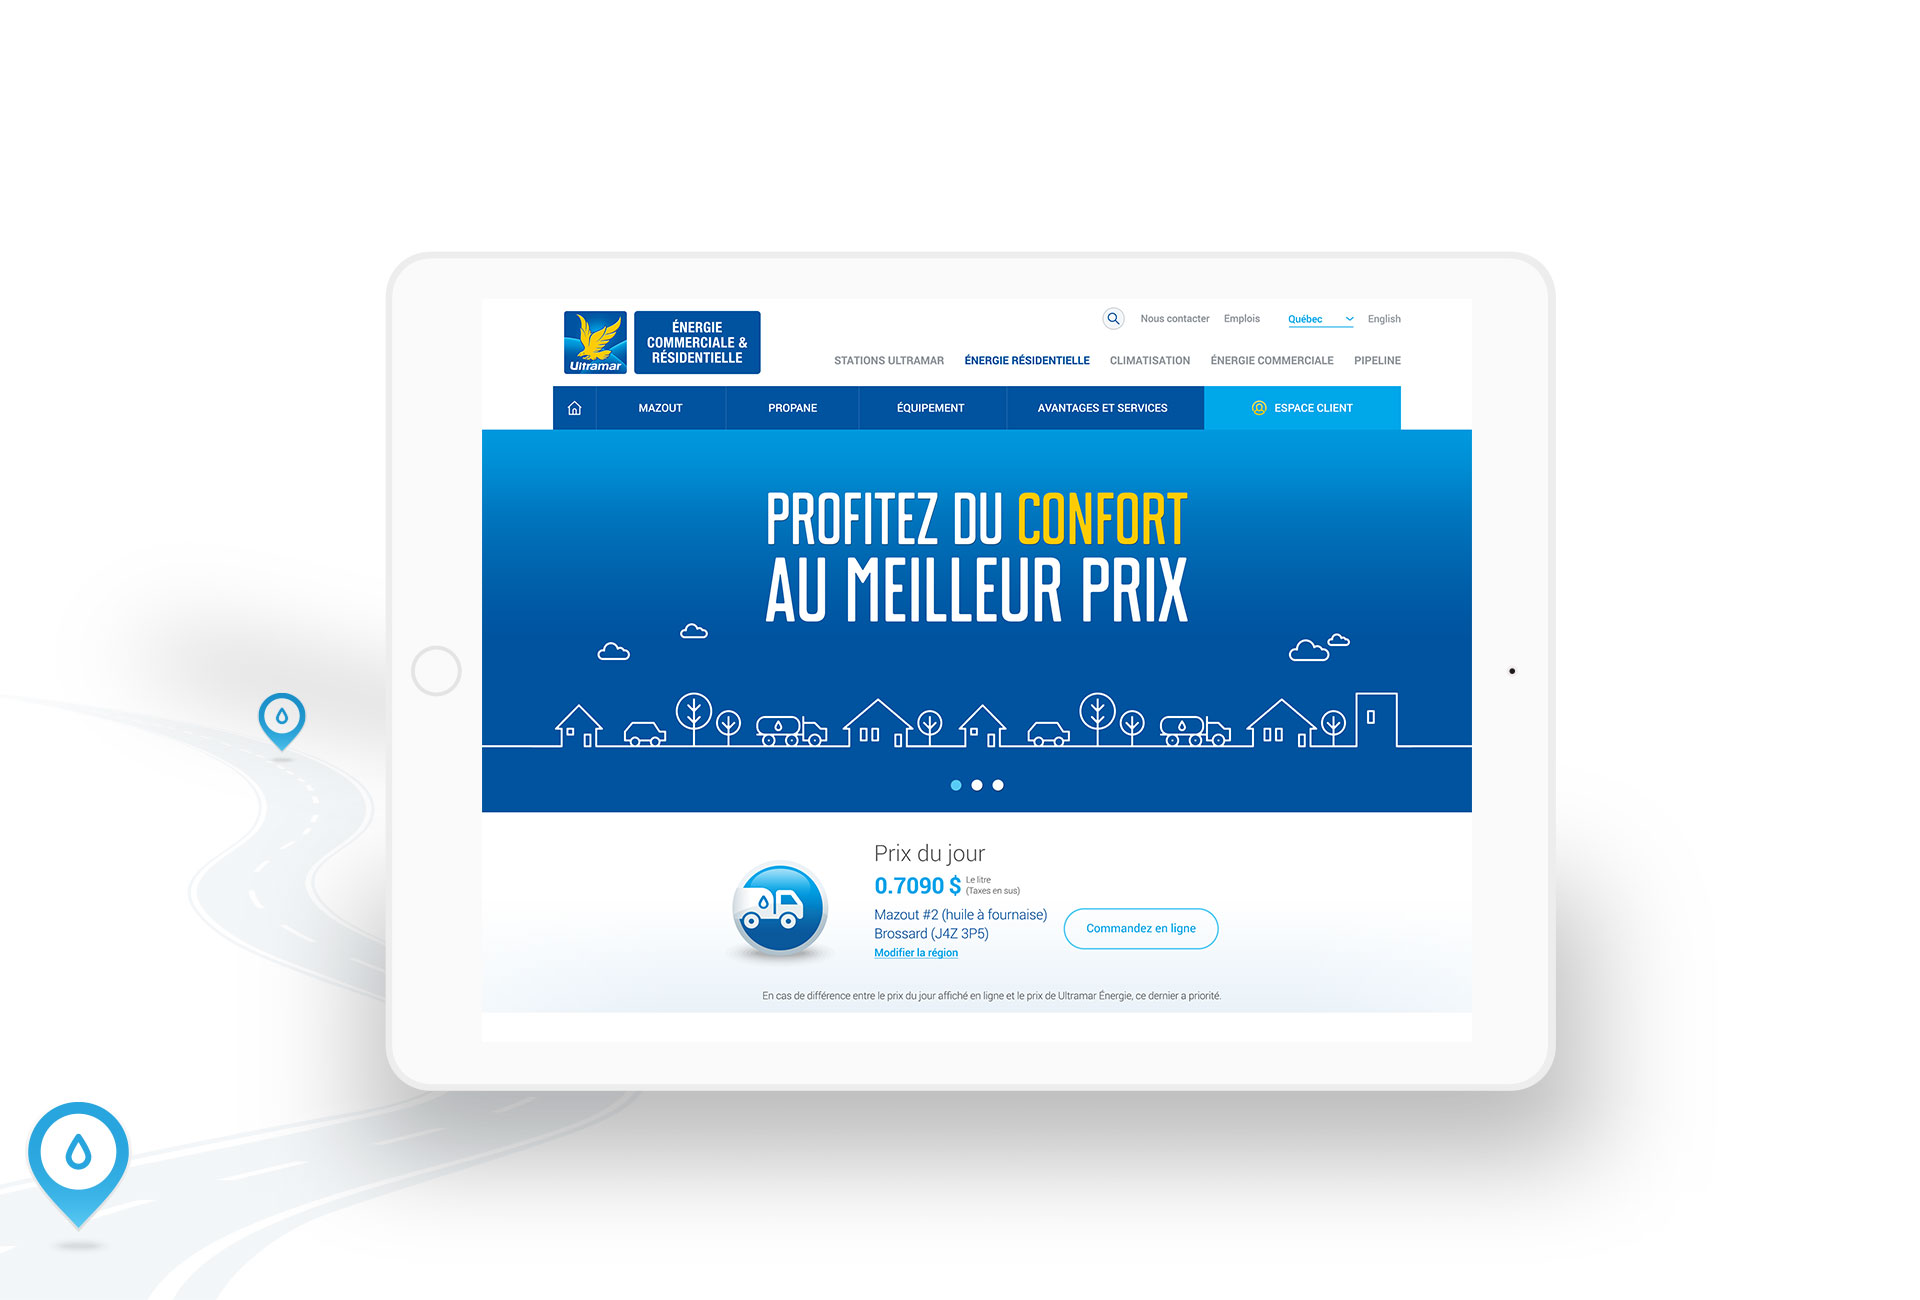 Ultramar
ÉNERGIE
COMMERCIALE &
RÉSIDENTIELLE
Nous contacter Emplois Québec English
STATIONS ULTRAMAR ÉNERGIE RÉSIDENTIELLE CLIMATISATION ÉNERGIE COMMERCIALE PIPELINE
MAZOUT PROPANE ÉQUIPEMENT AVANTAGES ET SERVICES ESPACE CLIENT
PROFITEZ DU CONFORT
AU MEILLEUR PRIX
Prix du jour
0.7090 $ Le litre
(Taxes en sus)
Mazout #2 (huile à fournaise)
Brossard (J4Z 3P5)
Modifier la région
Commandez en ligne
En cas de différence entre le prix du jour affiché en ligne et le prix de Ultramar Énergie, ce dernier a priorité.